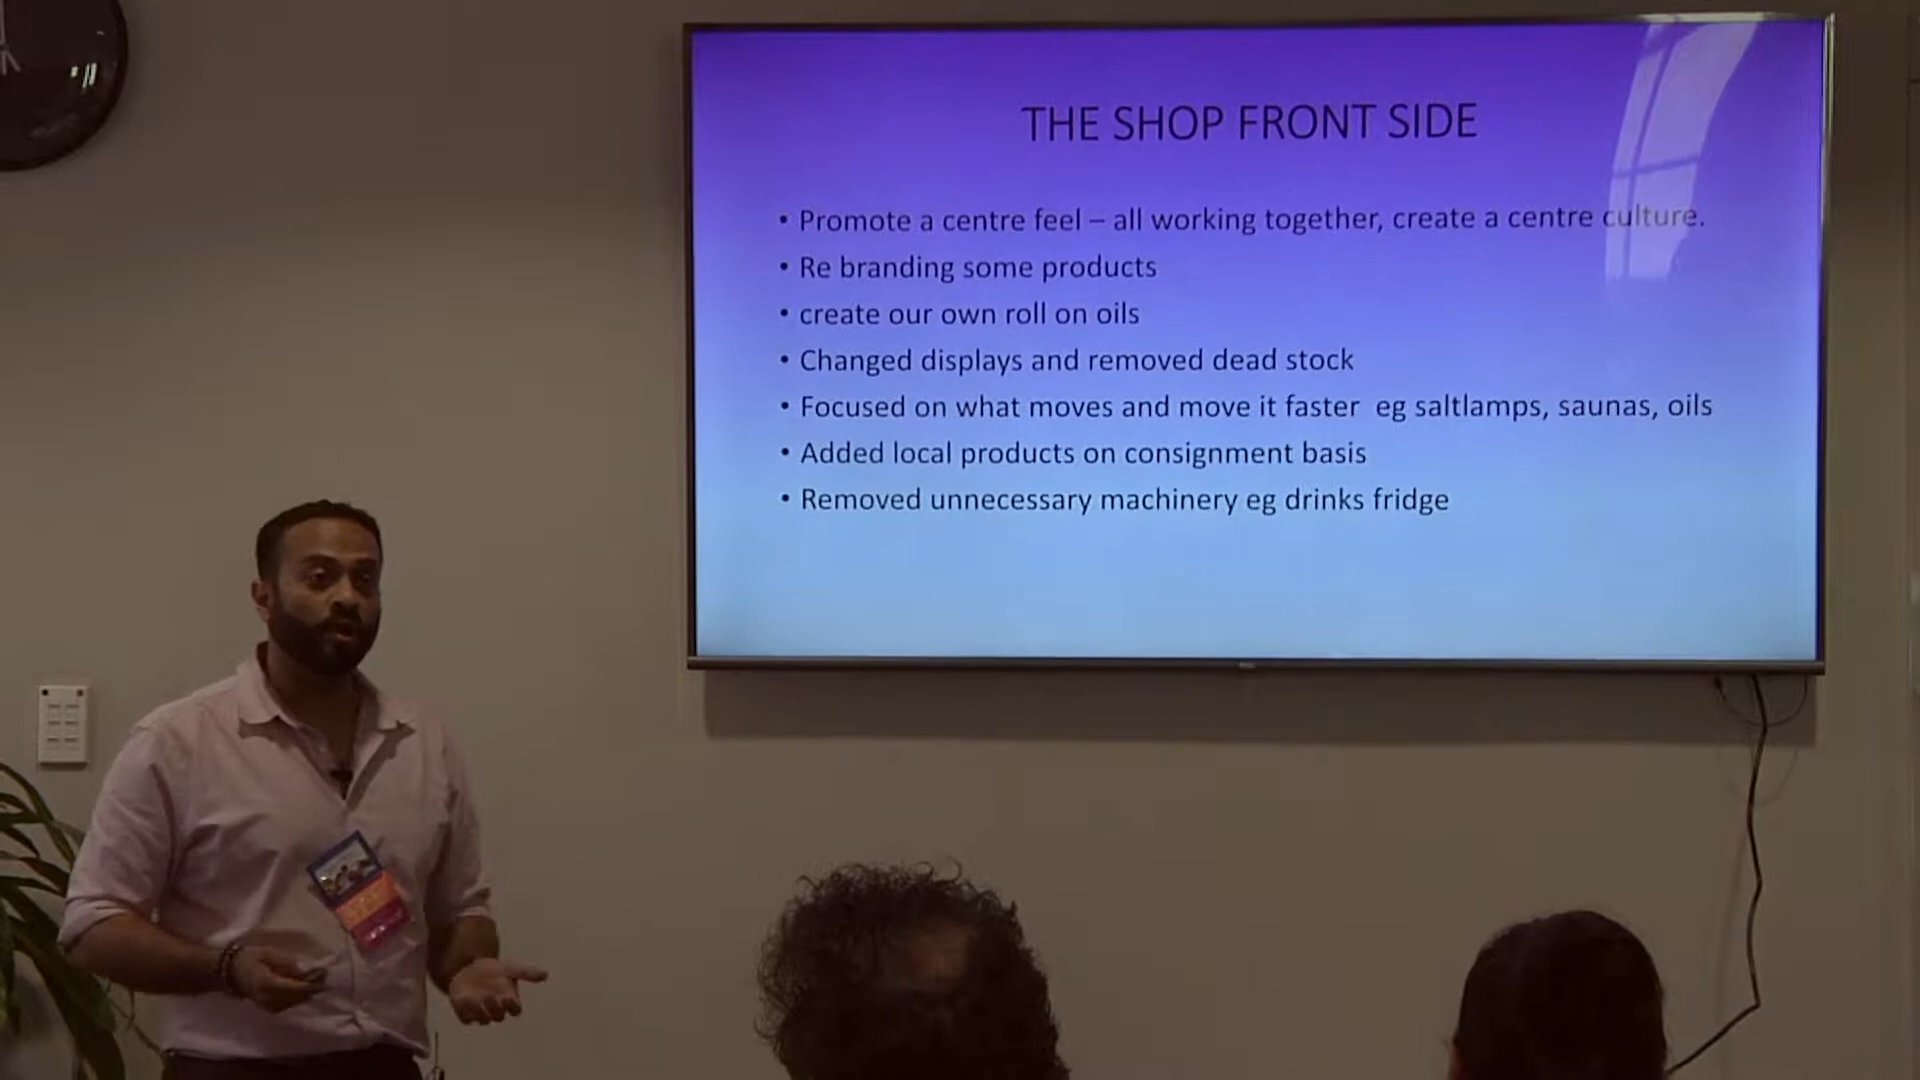 THE SHOP FRONT SIDE
• Promote a centre feel – all working together, create a centre culture.
• Re branding some products
• create our own roll on oils
• Changed displays and removed dead stock
• Focused on what moves and move it faster  eg saltlamps, saunas, oils
• Added local products on consignment basis
• Removed unnecessary machinery eg drinks fridge